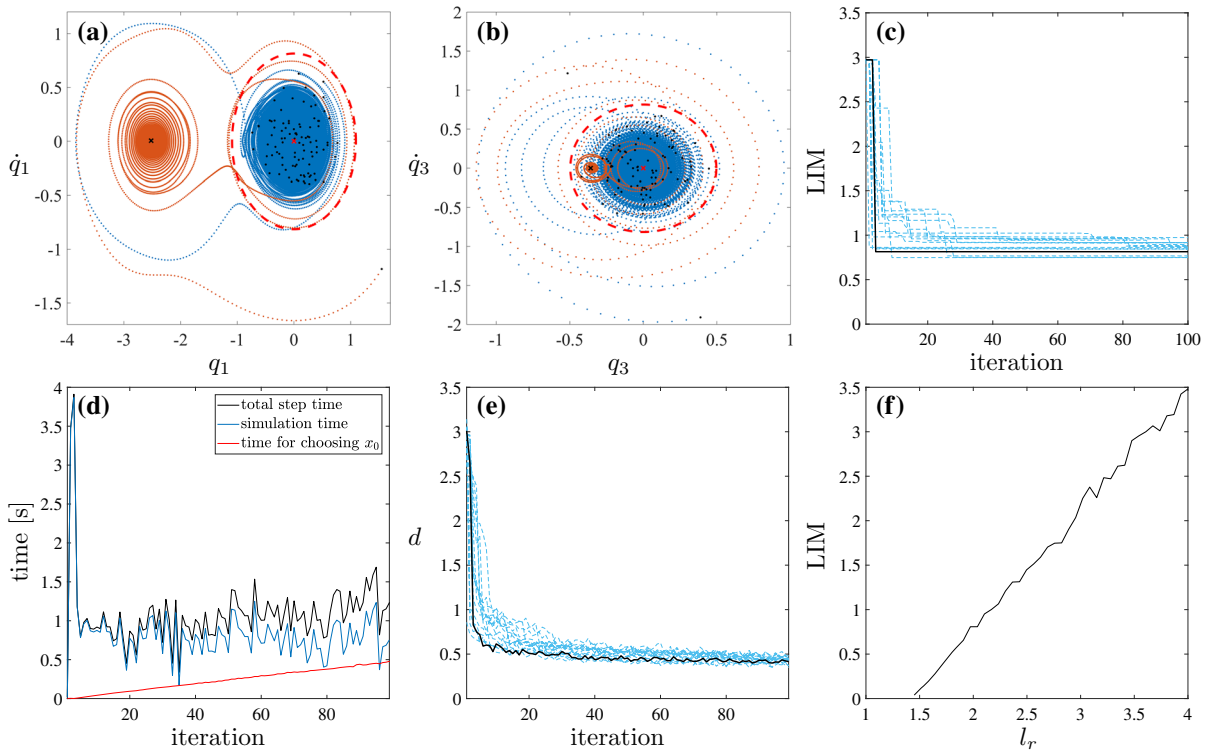 (a)
1
0.5
0
-0.5
-1
-1.5
q̇₁
-4 -3 -2 -1 0 1
q₁
(b)
2
1.5
1
0.5
0
-0.5
-1
-1.5
-2
q̇₃
-1 -0.5 0 0.5 1
q₃
(c)
3.5
3
2.5
2
1.5
1
0.5
0
LIM
20 40 60 80 100
iteration
(d)
total step time
simulation time
time for choosing x₀
4
3.5
3
2.5
2
1.5
1
0.5
0
time [s]
20 40 60 80
iteration
(e)
3.5
3
2.5
2
1.5
1
0.5
0
d
20 40 60 80
iteration
(f)
3.5
3
2.5
2
1.5
1
0.5
0
LIM
1 1.5 2 2.5 3 3.5 4
lᵣ